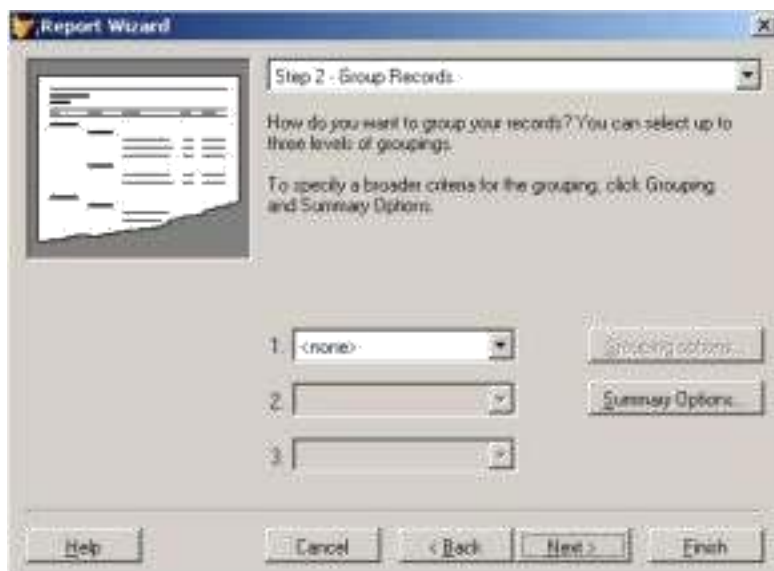 Report Wizard
Step 2 - Group Records
How do you want to group your records? You can select up to
three levels of groupings.
To specify a broader criteria for the grouping, click Grouping
and Summary Options.
1. <none>
Grouping options...
2.
Summary Options...
3.
Help
Cancel
< Back
Next >
Finish